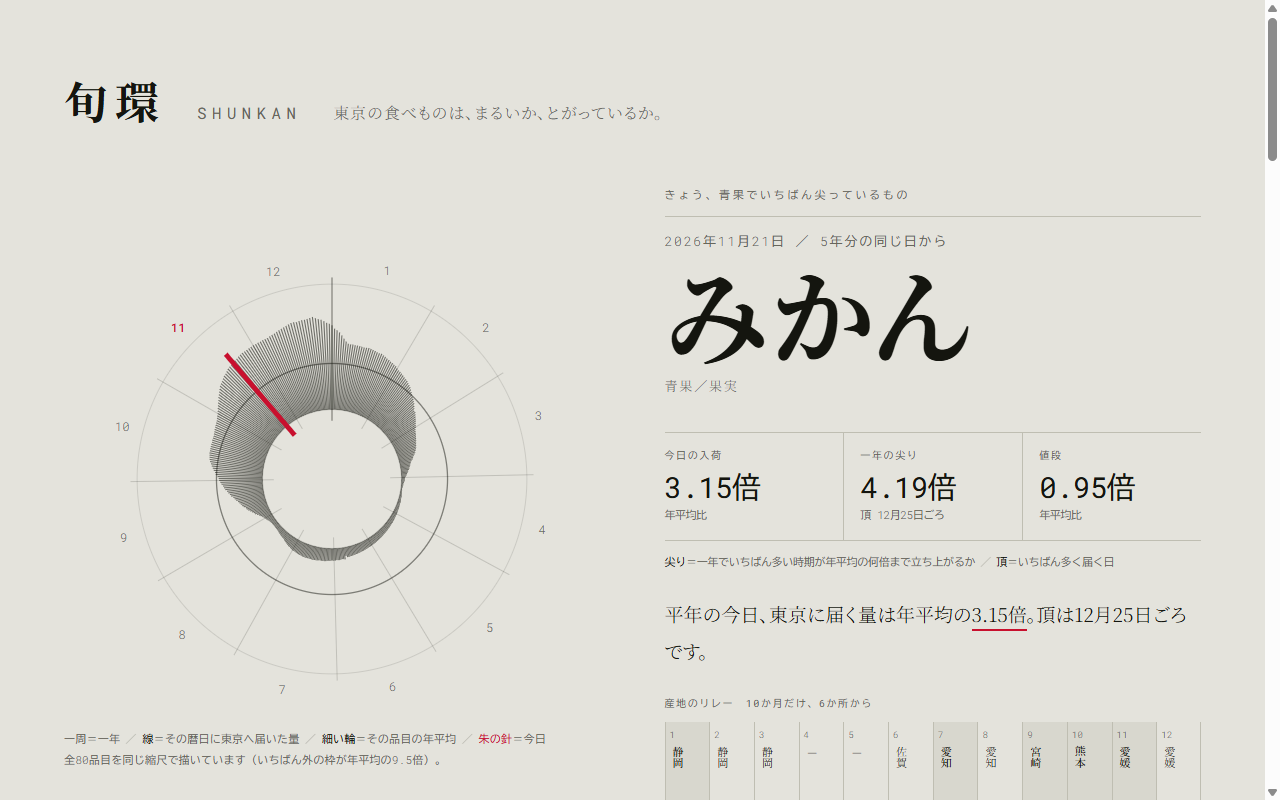 旬環 SHUNKAN 東京の食べものは、まるいか、とがっているか。
きょう、青果でいちばん尖っているもの
2026年11月21日 ／ 5年分の同じ日から
みかん
青果／果実
今日の入荷
3.15倍
年平均比
一年の尖り
4.19倍
頂 12月25日ごろ
値段
0.95倍
年平均比
尖り＝一年でいちばん多い時期が年平均の何倍まで立ち上がるか ／ 頂＝いちばん多く届く日
平年の今日、東京に届く量は年平均の3.15倍。頂は12月25日ごろ
です。
産地のリレー 10か月だけ、6か所から
1 静岡
2 静岡
3 静岡
4 —
5 —
6 佐賀
7 愛知
8 愛知
9 宮崎
10 熊本
11 愛媛
12 愛媛
12
1
2
3
4
5
6
7
8
9
10
11
一周＝一年 ／ 線＝その暦日に東京へ届いた量 ／ 細い輪＝その品目の年平均 ／ 朱の針＝今日
全80品目を同じ縮尺で描いています（いちばん外の枠が年平均の9.5倍）。